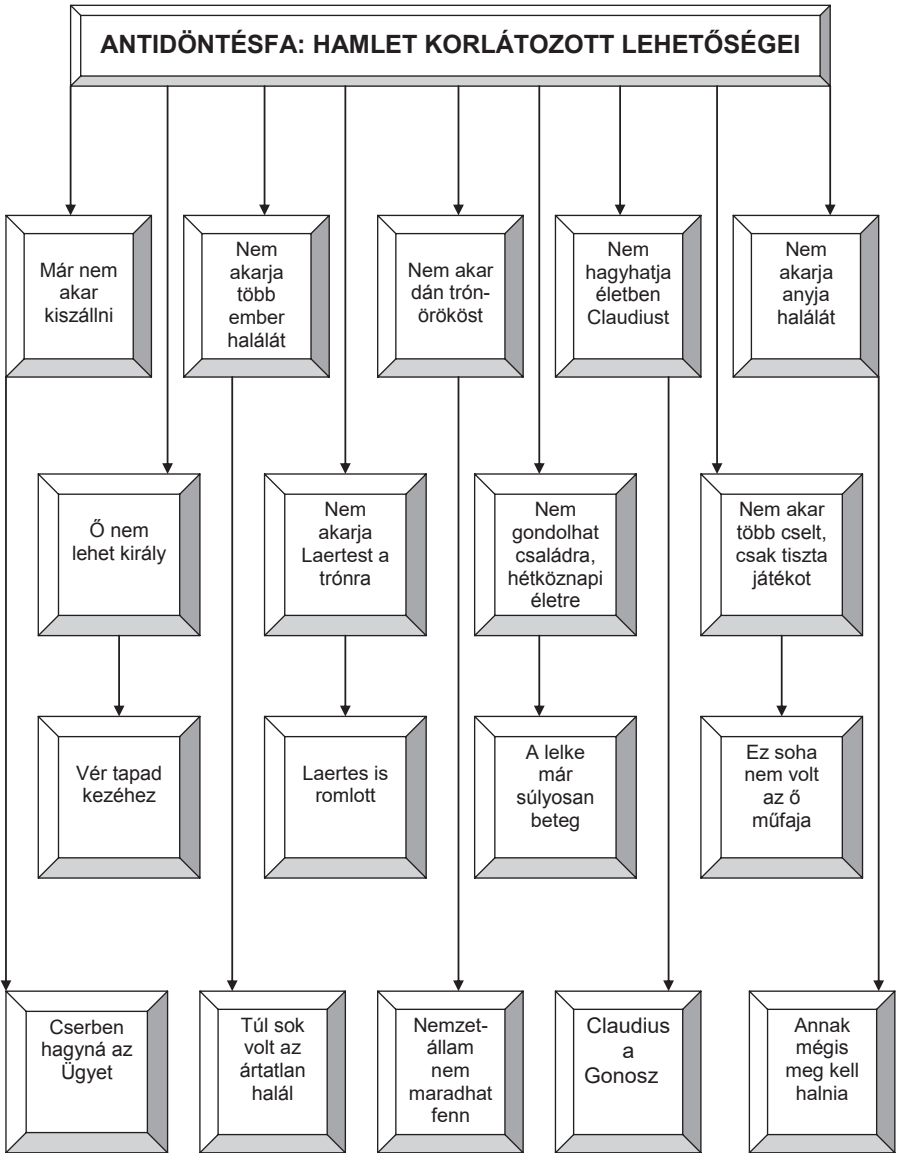 ANTIDÖNTÉSFA: HAMLET KORLÁTOZOTT LEHETŐSÉGEI
Már nem
akar
kiszállni
Nem
akarja
több
ember
halálát
Nem akar
dán trón-
örököst
Nem
hagyhatja
életben
Claudiust
Nem
akarja
anyja
halálát
Ő nem
lehet király
Nem
akarja
Laertest a
trónra
Nem
gondolhat
családra,
hétköznapi
életre
Nem akar
több cselt,
csak tiszta
játékot
Vér tapad
kezéhez
Laertes is
romlott
A lelke
már
súlyosan
beteg
Ez soha
nem volt
az ő
műfaja
Cserben
hagyná az
Ügyet
Túl sok
volt az
ártatlan
halál
Nemzet-
állam
nem
maradhat
fenn
Claudius
a
Gonosz
Annak
mégis
meg kell
halnia